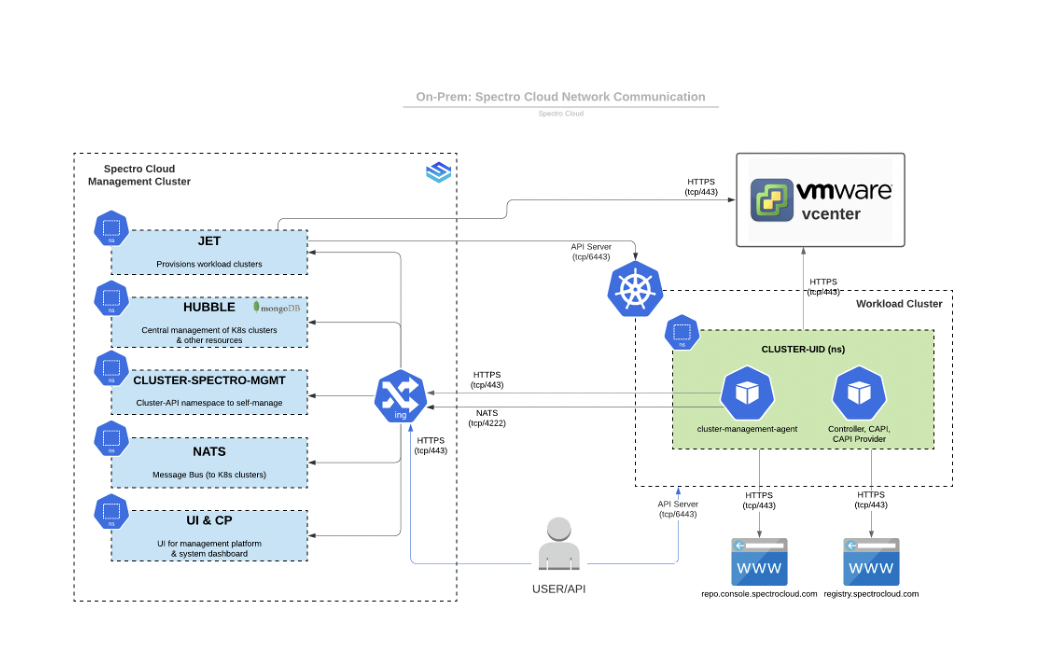 On-Prem: Spectro Cloud Network Communication
Spectro Cloud
Spectro Cloud
Management Cluster
ns
JET
Provisions workload clusters
ns
HUBBLE
mongoDB
Central management of K8s clusters
& other resources
ns
CLUSTER-SPECTRO-MGMT
Cluster-API namespace to self-manage
ns
NATS
Message Bus (to K8s clusters)
ns
UI & CP
UI for management platform
& system dashboard
ing
HTTPS
(tcp/443)
HTTPS
(tcp/443)
NATS
(tcp/4222)
HTTPS
(tcp/443)
API Server
(tcp/6443)
vmware
vcenter
HTTPS
(tcp/443)
Workload Cluster
ns
CLUSTER-UID (ns)
cluster-management-agent
Controller, CAPI,
CAPI Provider
API Server
(tcp/6443)
HTTPS
(tcp/443)
HTTPS
(tcp/443)
USER/API
WWW
repo.console.spectrocloud.com
WWW
registry.spectrocloud.com